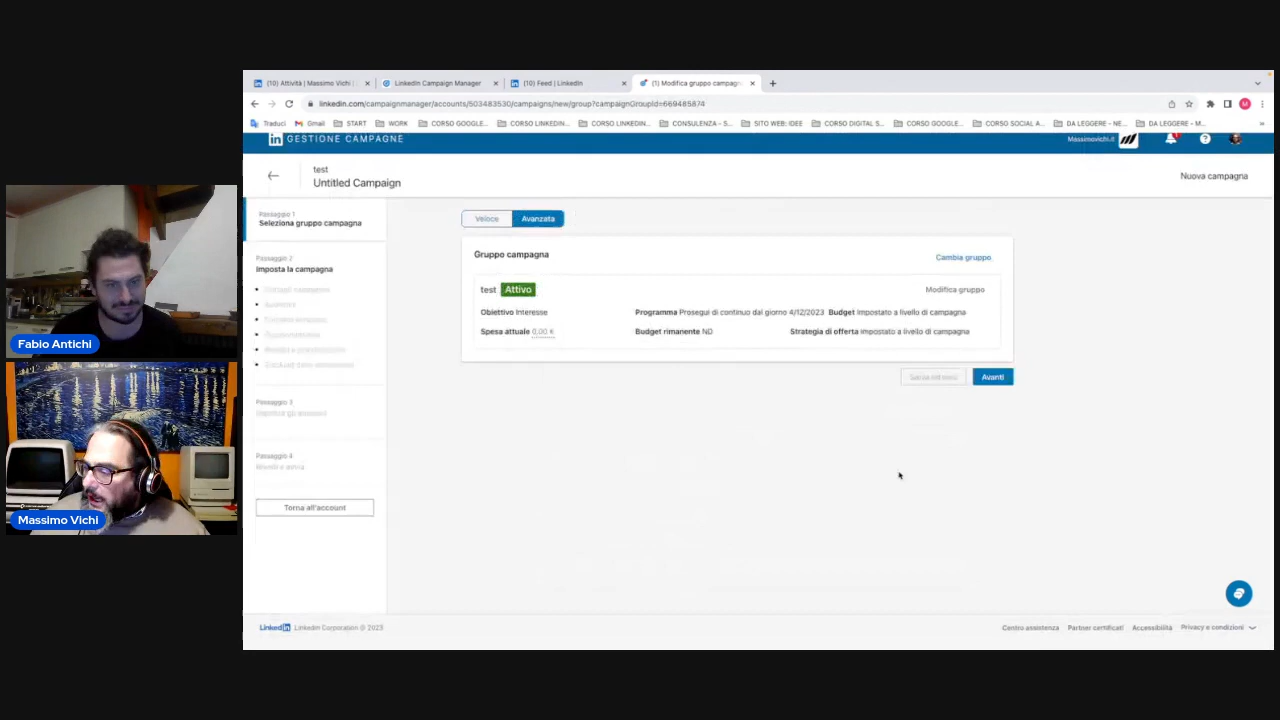 (10) Attività | Massimo Vichi | LinkedIn Campaign Manager (10) Feed | LinkedIn (1) Modifica gruppo campagn
linkedin.com/campaignmanager/accounts/503483530/campaigns/new/group?campaignGroupId=669485874
Traduci Gmail START WORK CORSO GOOGLE... CORSO LINKEDIN... CORSO LINKEDIN... CONSULENZA - S... SITO WEB: IDEE CORSO DIGITAL S... CORSO GOOGLE... CORSO SOCIAL A... DA LEGGERE - NE... DA LEGGERE - M...
in GESTIONE CAMPAGNE
Massimovichi.it
test
Untitled Campaign
Nuova campagna
Passaggio 1
Seleziona gruppo campagna
Passaggio 2
Imposta la campagna
Passaggio 3
Passaggio 4
Rivedi e avvia
Torna all'account
Veloce Avanzata
Gruppo campagna
Cambia gruppo
test Attivo
Modifica gruppo
Obiettivo Interesse Programma Prosegui di continuo dal giorno 4/12/2023 Budget Impostato a livello di campagna
Spesa attuale 0,00 € Budget rimanente ND Strategia di offerta Impostato a livello di campagna
Avanti
LinkedIn LinkedIn Corporation © 2023
Centro assistenza Partner certificati Accessibilità Privacy e condizioni
Fabio Antichi
Massimo Vichi